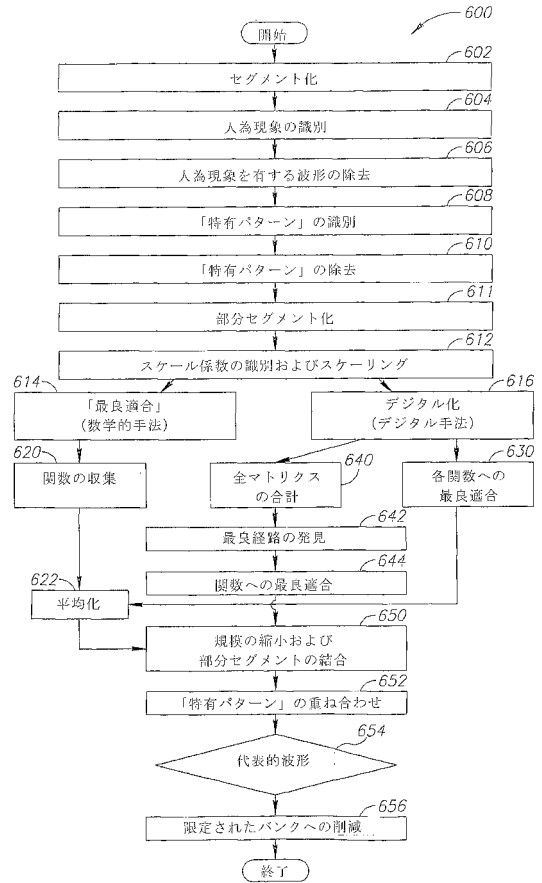 600
開始
602
セグメント化
604
人為現象の識別
606
人為現象を有する波形の除去
608
「特有パターン」の識別
610
「特有パターン」の除去
611
部分セグメント化
612
スケール係数の識別およびスケーリング
614
「最良適合」
(数学的手法)
616
デジタル化
(デジタル手法)
620
関数の収集
640
全マトリクス
の合計
630
各関数への
最良適合
642
最良経路の発見
644
関数への最良適合
622
平均化
650
規模の縮小および
部分セグメントの結合
652
「特有パターン」の重ね合わせ
654
代表的波形
656
限定されたバンクへの削減
終了